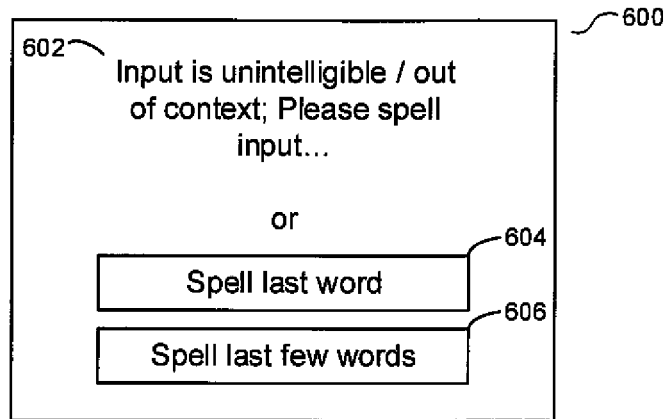 600
602
Input is unintelligible / out
of context; Please spell
input...
or
604
Spell last word
606
Spell last few words